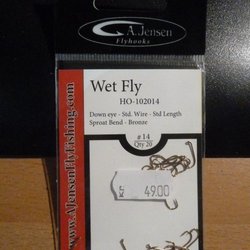 A.Jensen
Flyhooks
Wet Fly
HO-102014
Down eye - Std. Wire - Std Length
Sproat Bend - Bronze
#14
Qty 20
49.00
www.AJensenFlyFishing.com